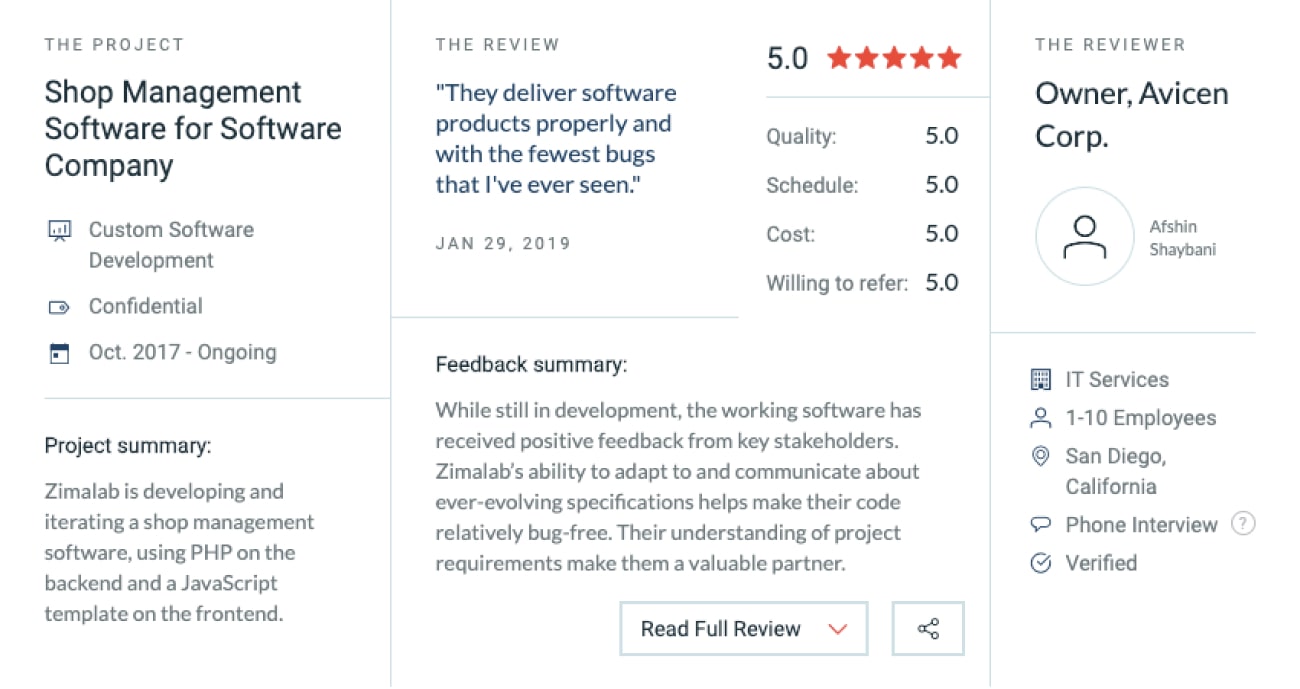 THE PROJECT
Shop Management
Software for Software
Company
Custom Software
Development
Confidential
Oct. 2017 - Ongoing
Project summary:
Zimalab is developing and
iterating a shop management
software, using PHP on the
backend and a JavaScript
template on the frontend.
THE REVIEW
"They deliver software
products properly and
with the fewest bugs
that I've ever seen."
JAN 29, 2019
5.0
Quality: 5.0
Schedule: 5.0
Cost: 5.0
Willing to refer: 5.0
Feedback summary:
While still in development, the working software has
received positive feedback from key stakeholders.
Zimalab’s ability to adapt to and communicate about
ever-evolving specifications helps make their code
relatively bug-free. Their understanding of project
requirements make them a valuable partner.
Read Full Review
THE REVIEWER
Owner, Avicen
Corp.
Afshin
Shaybani
IT Services
1-10 Employees
San Diego,
California
Phone Interview ?
Verified